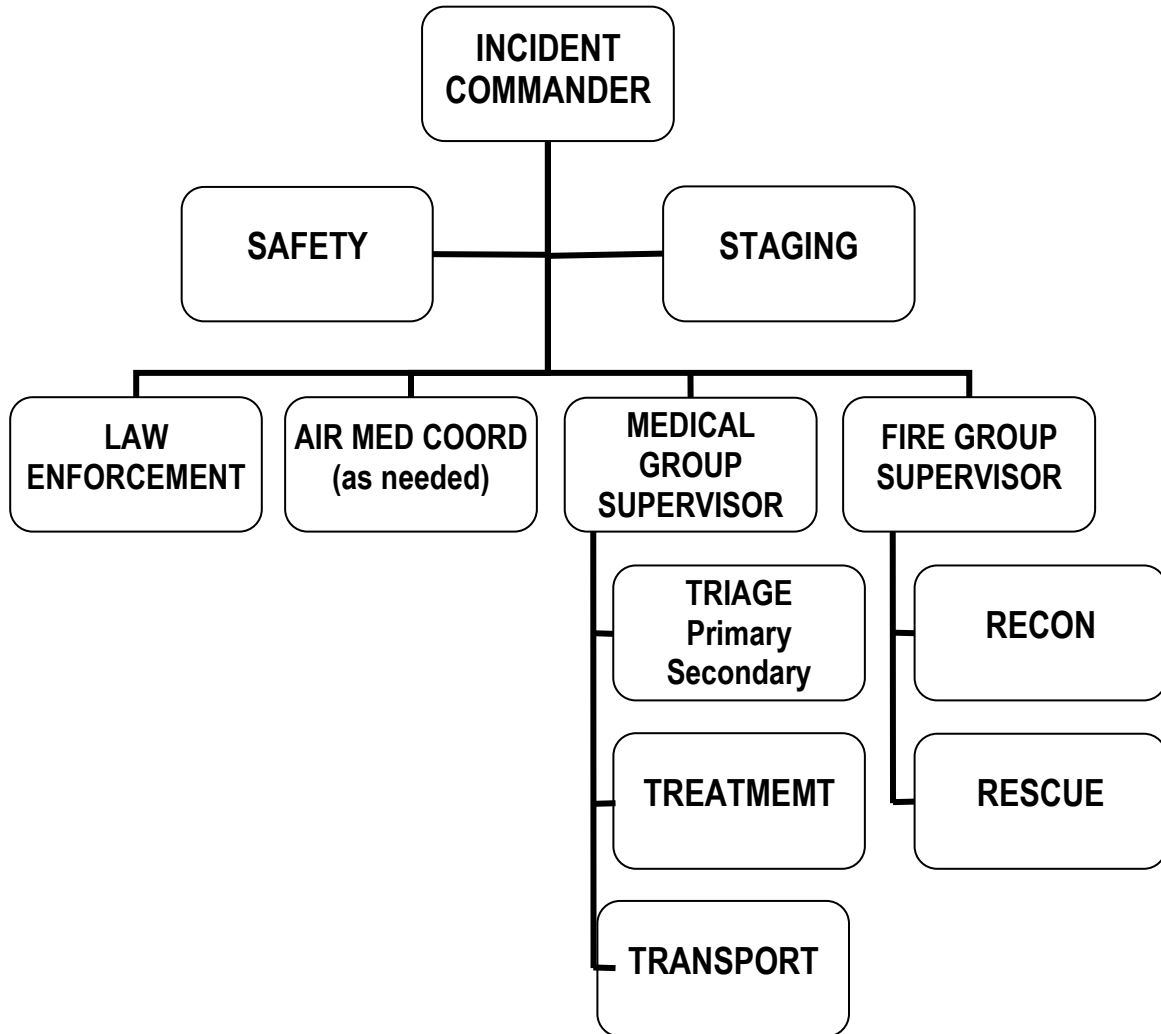 INCIDENT
COMMANDER
SAFETY
STAGING
LAW
ENFORCEMENT
AIR MED COORD
(as needed)
MEDICAL
GROUP
SUPERVISOR
FIRE GROUP
SUPERVISOR
TRIAGE
Primary
Secondary
RECON
TREATMEMT
RESCUE
TRANSPORT